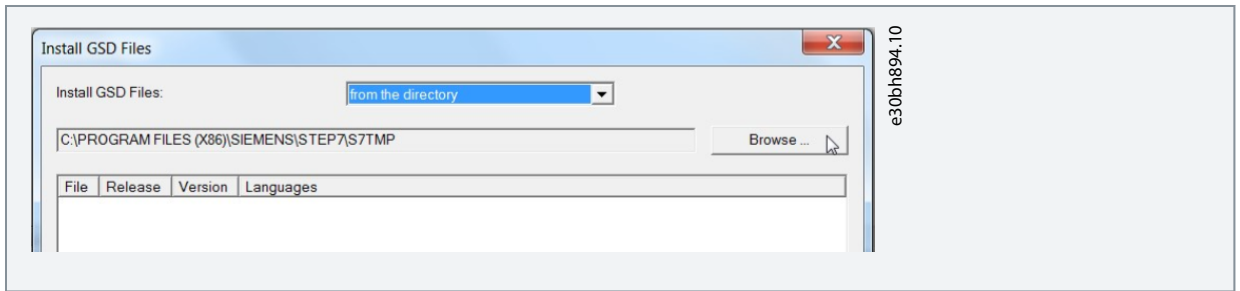 Install GSD Files
Install GSD Files: from the directory
C:\PROGRAM FILES (X86)\SIEMENS\STEP7\S7TMP Browse ...
File Release Version Languages
e30bh894.10